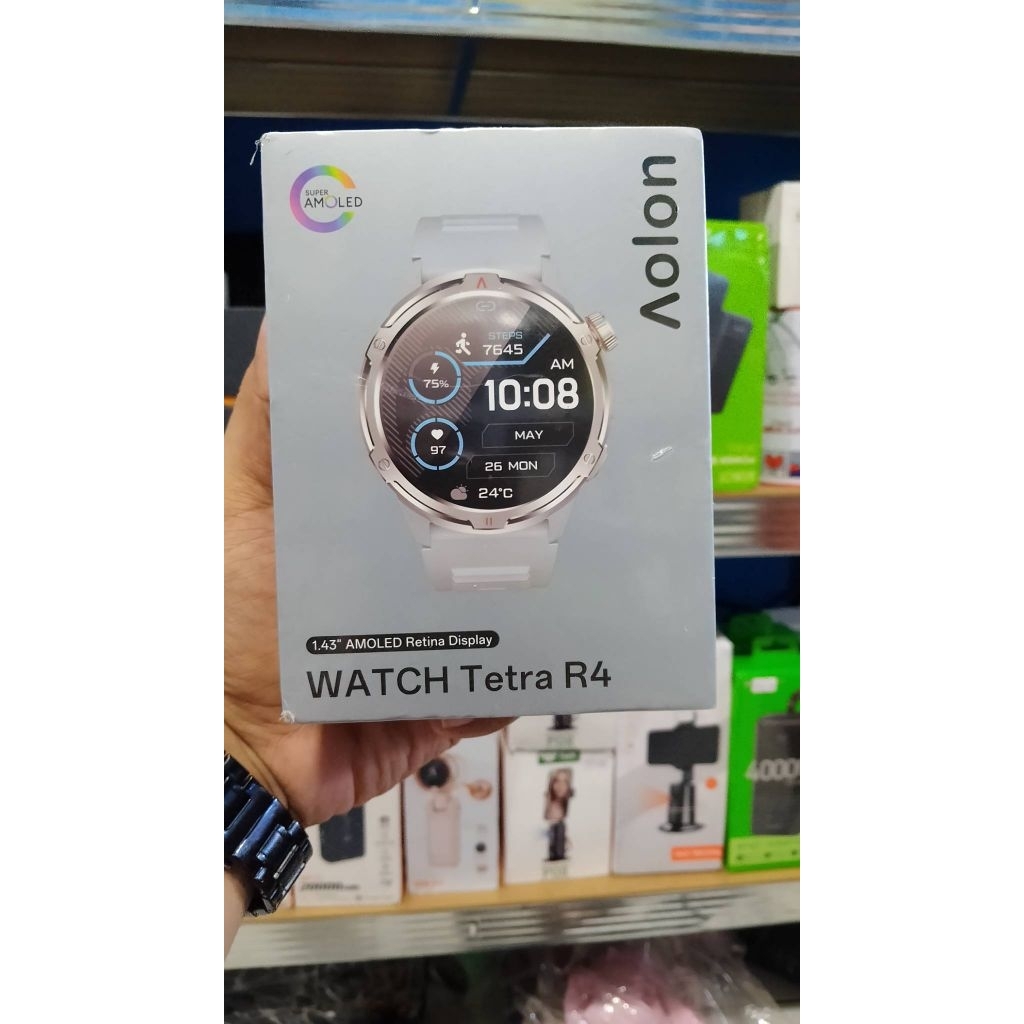 SUPER
AMOLED
Aolon
STEPS
7645
75%
AM
10:08
97
MAY
26 MON
24°C
1.43" AMOLED Retina Display
WATCH Tetra R4